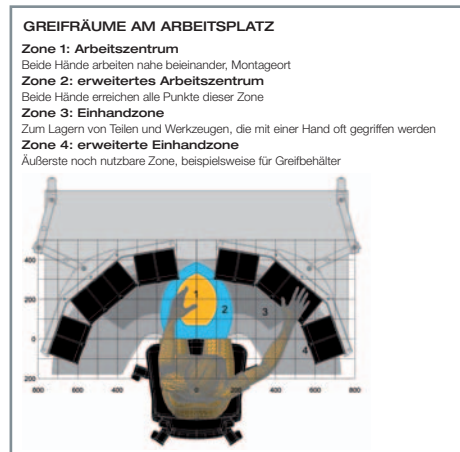 GREIFRÄUME AM ARBEITSPLATZ
Zone 1: Arbeitszentrum
Beide Hände arbeiten nahe beieinander, Montageort
Zone 2: erweitertes Arbeitszentrum
Beide Hände erreichen alle Punkte dieser Zone
Zone 3: Einhandzone
Zum Lagern von Teilen und Werkzeugen, die mit einer Hand oft gegriffen werden
Zone 4: erweiterte Einhandzone
Äußerste noch nutzbare Zone, beispielsweise für Greifbehälter
400
200
0
200
1
2
3
4
800 600 400 0 200 400 600 800